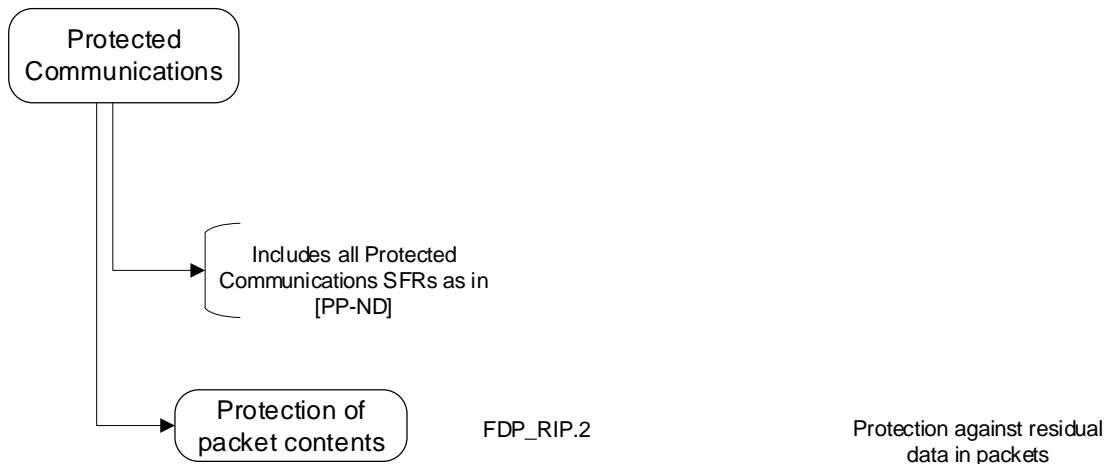 Protected
Communications
Includes all Protected
Communications SFRs as in
[PP-ND]
Protection of
packet contents
FDP_RIP.2
Protection against residual
data in packets